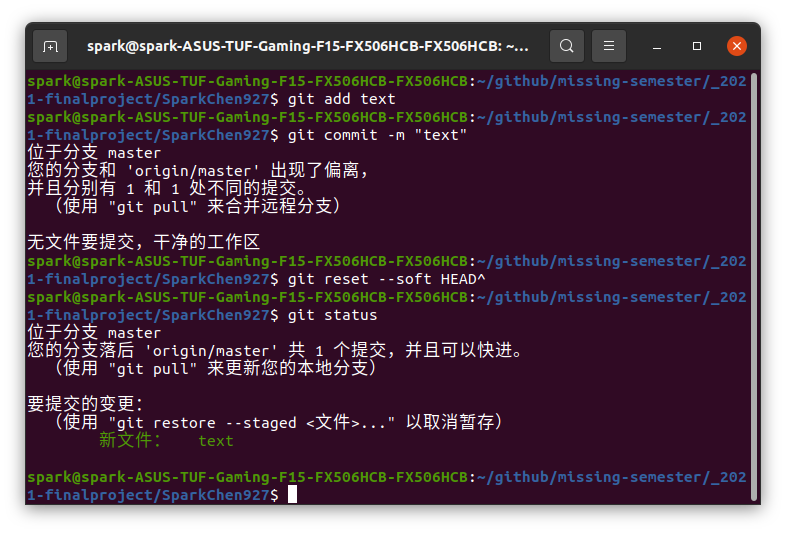 spark@spark-ASUS-TUF-Gaming-F15-FX506HCB-FX506HCB: ~...
spark@spark-ASUS-TUF-Gaming-F15-FX506HCB-FX506HCB:~/github/missing-semester/_202
1-finalproject/SparkChen927$ git add text
spark@spark-ASUS-TUF-Gaming-F15-FX506HCB-FX506HCB:~/github/missing-semester/_202
1-finalproject/SparkChen927$ git commit -m "text"
位于分支 master
您的分支和 'origin/master' 出现了偏离，
并且分别有 1 和 1 处不同的提交。
（使用 "git pull" 来合并远程分支）
无文件要提交，干净的工作区
spark@spark-ASUS-TUF-Gaming-F15-FX506HCB-FX506HCB:~/github/missing-semester/_202
1-finalproject/SparkChen927$ git reset --soft HEAD^
spark@spark-ASUS-TUF-Gaming-F15-FX506HCB-FX506HCB:~/github/missing-semester/_202
1-finalproject/SparkChen927$ git status
位于分支 master
您的分支落后 'origin/master' 共 1 个提交，并且可以快进。
（使用 "git pull" 来更新您的本地分支）
要提交的变更：
（使用 "git restore --staged <文件>..." 以取消暂存）
新文件：   text
spark@spark-ASUS-TUF-Gaming-F15-FX506HCB-FX506HCB:~/github/missing-semester/_202
1-finalproject/SparkChen927$